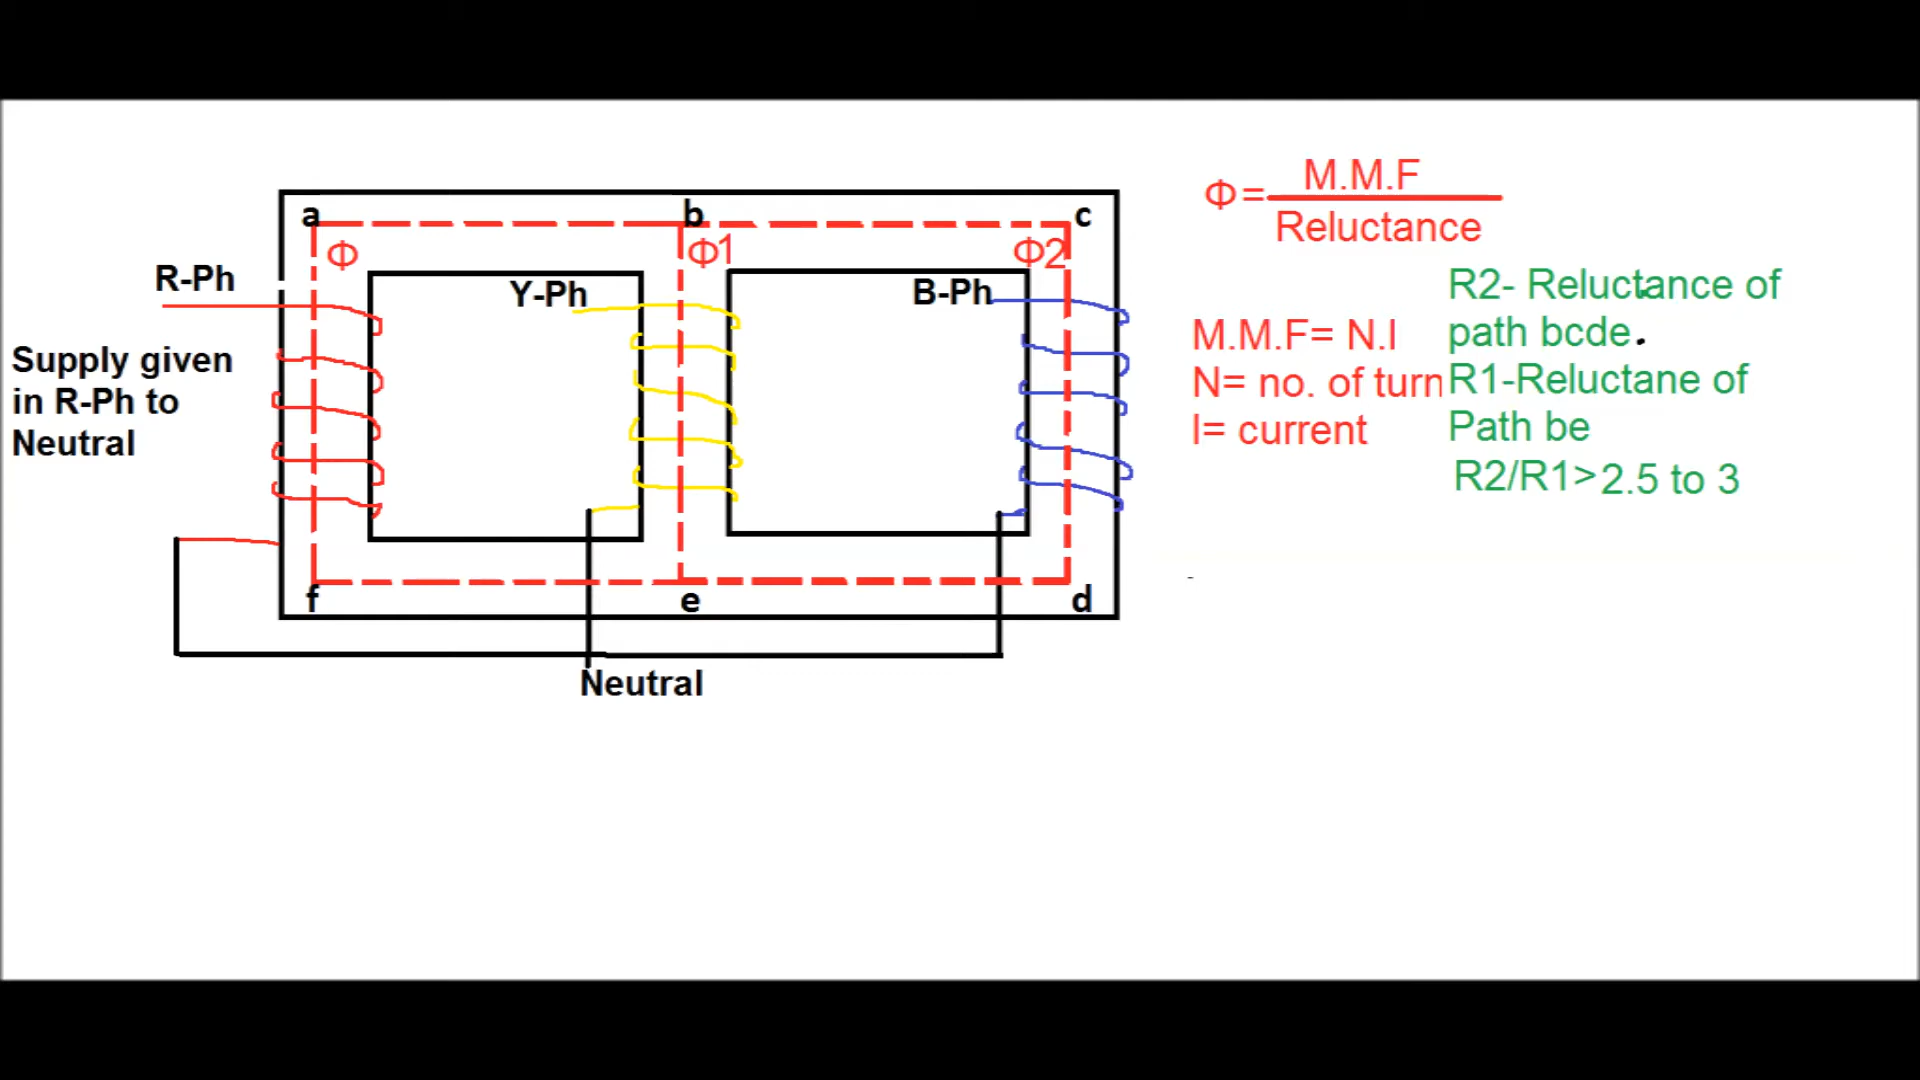 a
b
c
Φ
Φ1
Φ2
R-Ph
Y-Ph
B-Ph
Supply given
in R-Ph to
Neutral
f
e
d
Neutral
Φ= M.M.F
Reluctance
M.M.F= N.I
N= no. of turn
I= current
R2- Reluctance of
path bcde.
R1-Reluctane of
Path be
R2/R1> 2.5 to 3